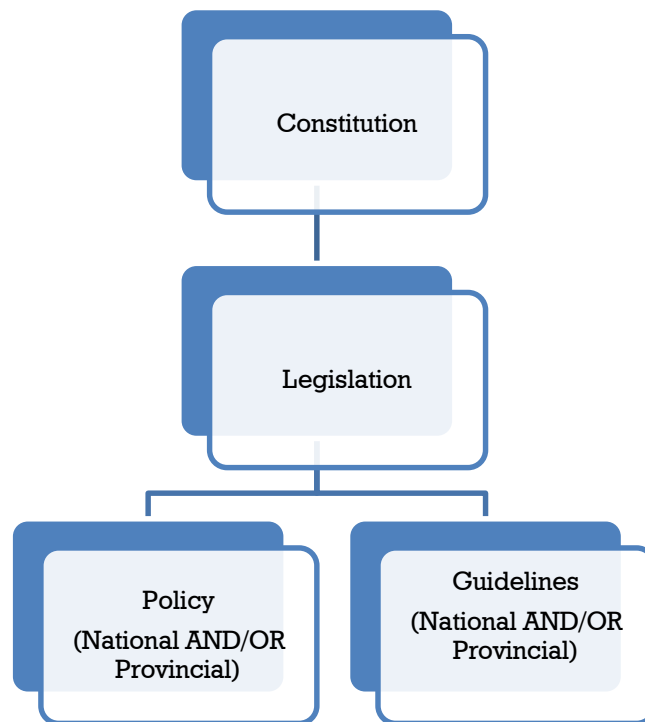 Constitution
Legislation
Policy
(National AND/OR
Provincial)
Guidelines
(National AND/OR
Provincial)